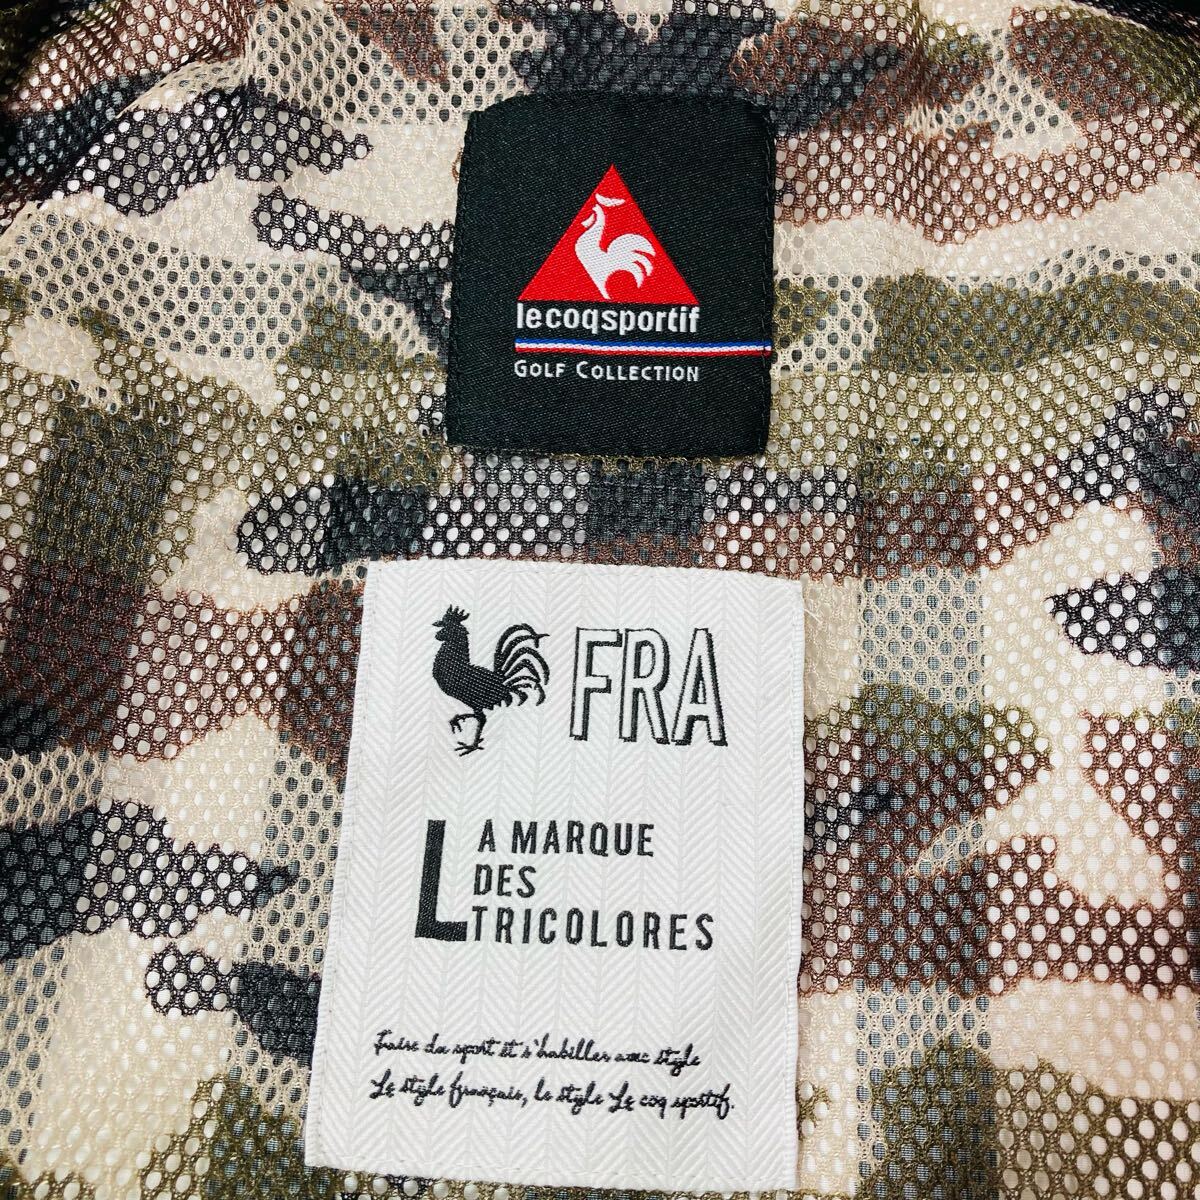 lecoqsportif
GOLF COLLECTION
FRA
LA MARQUE
DES
TRICOLORES
Faire du sport et s'habiller avec style
Le style français, le style Le coq sportif.